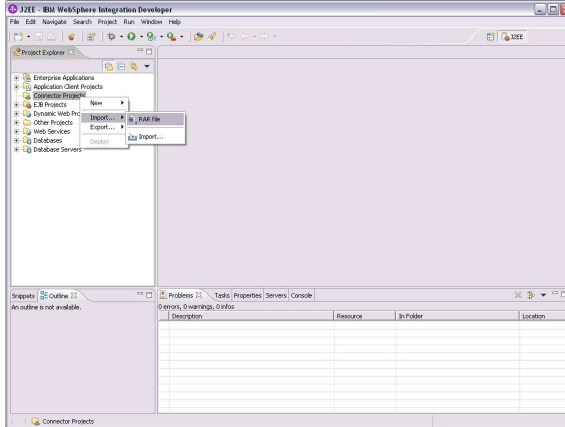 J2EE - IBM WebSphere Integration Developer
File Edit Navigate Search Project Run Window Help
J2EE
Project Explorer
Enterprise Applications
Application Client Projects
Connector Projects
EJB Projects
Dynamic Web Pro
Other Projects
Web Services
Databases
Database Servers
New
Import...
Export...
Deploy
RAR file
Import...
Snippets Outline
An outline is not available.
Problems Tasks Properties Servers Console
0 errors, 0 warnings, 0 infos
Description Resource In Folder Location
Connector Projects